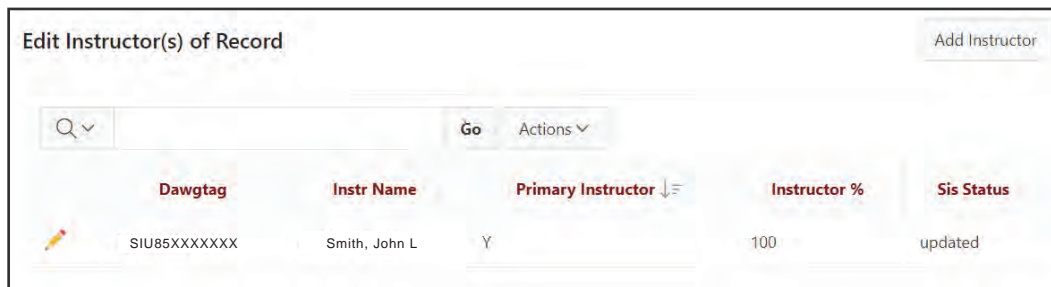 Edit Instructor(s) of Record
Add Instructor
Go Actions
Dawgtag Instr Name Primary Instructor Instructor % Sis Status
SIU85XXXXXXX Smith, John L Y 100 updated